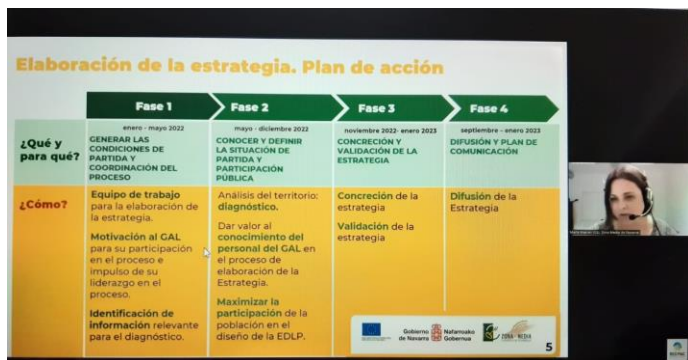 Elaboración de la estrategia. Plan de acción
Fase 1
Fase 2
Fase 3
Fase 4
¿Qué y
para qué?
enero - mayo 2022
GENERAR LAS
CONDICIONES DE
PARTIDA Y
COORDINACIÓN DEL
PROCESO
mayo - diciembre 2022
CONOCER Y DEFINIR
LA SITUACIÓN DE
PARTIDA Y
PARTICIPACIÓN
PÚBLICA
noviembre 2022- enero 2023
CONCRECIÓN Y
VALIDACIÓN DE LA
ESTRATEGIA
septiembre - enero 2023
DIFUSIÓN Y PLAN DE
COMUNICACIÓN
¿Cómo?
Equipo de trabajo
para la elaboración de
la estrategia.
Motivación al GAL
para su participación
en el proceso e
impulso de su
liderazgo en el
proceso.
Identificación de
información relevante
para el diagnóstico.
Análisis del territorio:
diagnóstico.
Dar valor al
conocimiento del
personal del GAL en
el proceso de
elaboración de la
Estrategia.
Maximizar la
participación de la
población en el
diseño de la EDLP.
Concreción de la
estrategia
Validación de la
estrategia
Difusión de la
Estrategia
Gobierno
de Navarra
Nafarroako
Gobernua
ZONA MEDIA
5